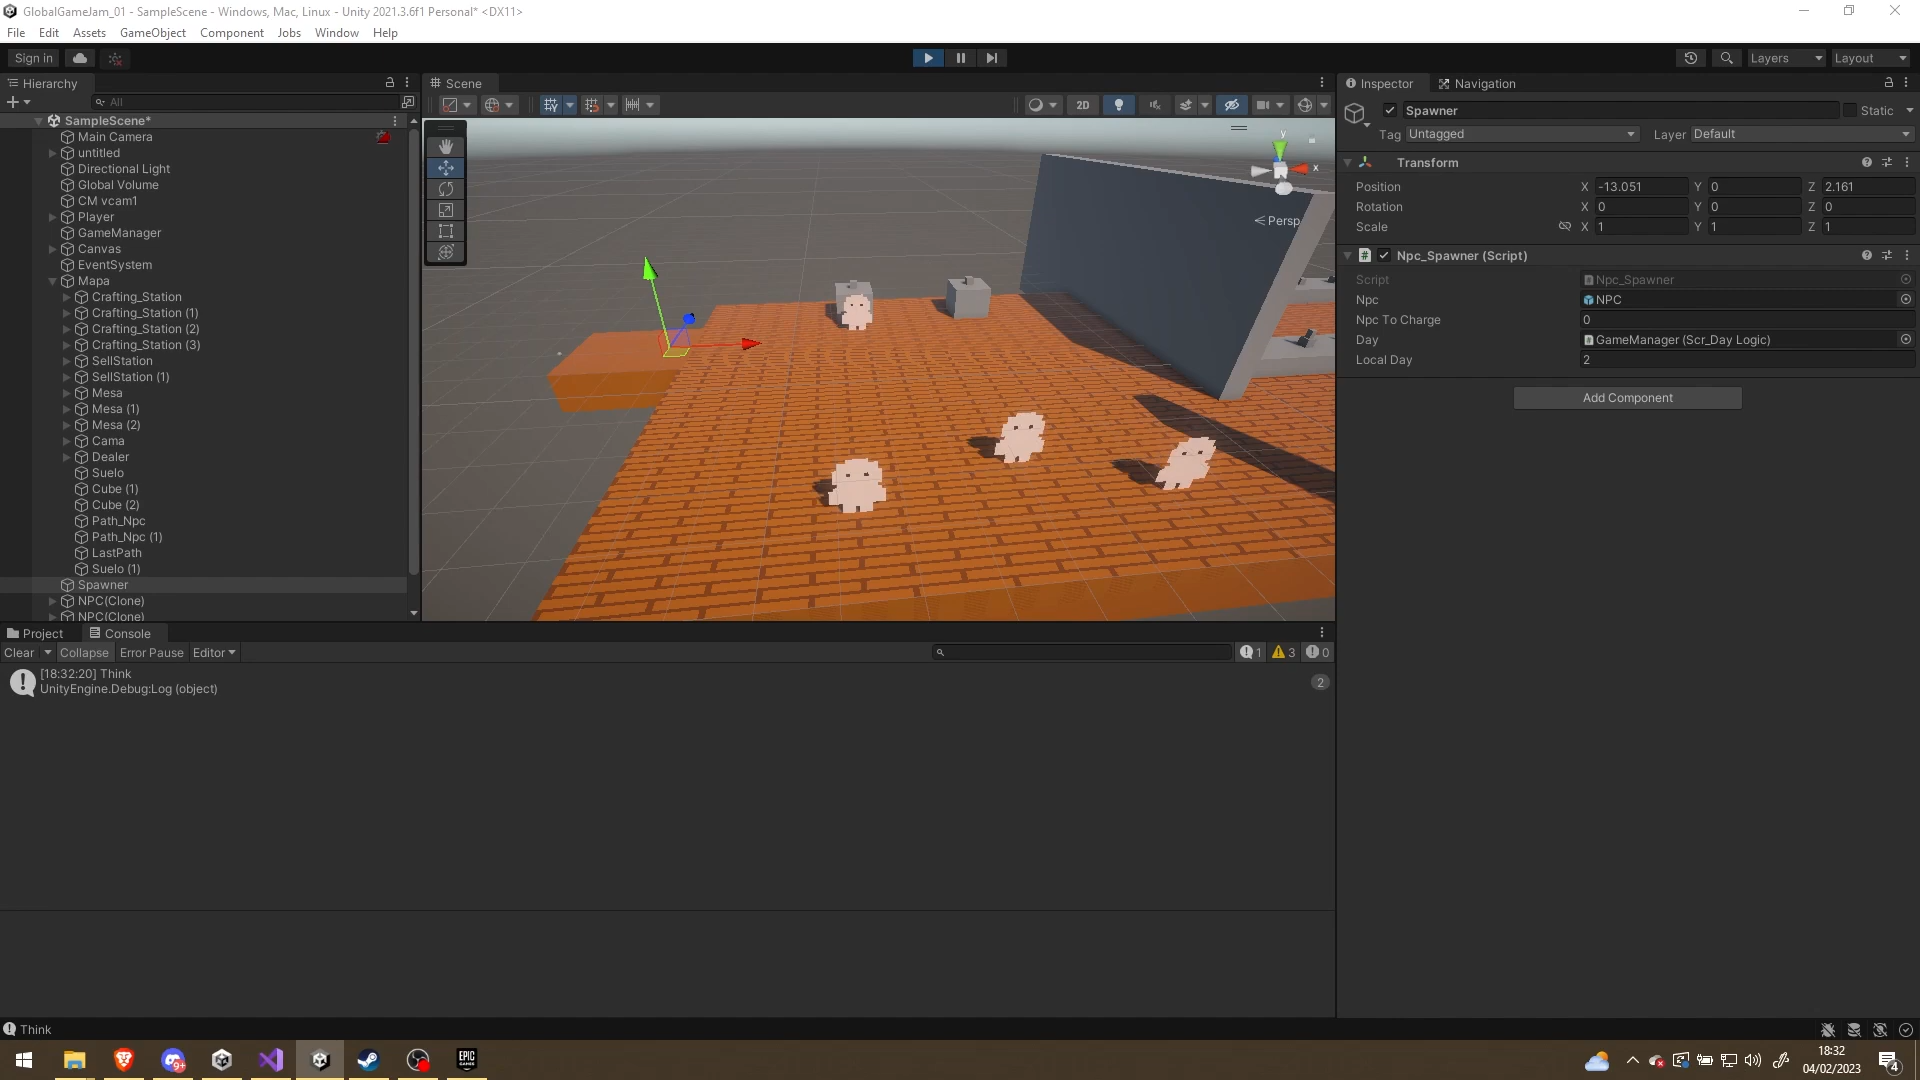 GlobalGameJam_01 - SampleScene - Windows, Mac, Linux - Unity 2021.3.6f1 Personal* <DX11>
File Edit Assets GameObject Component Jobs Window Help
Sign in
Layers
Layout
Hierarchy
All
SampleScene*
Main Camera
untitled
Directional Light
Global Volume
CM vcam1
Player
GameManager
Canvas
EventSystem
Mapa
Crafting_Station
Crafting_Station (1)
Crafting_Station (2)
Crafting_Station (3)
SellStation
SellStation (1)
Mesa
Mesa (1)
Mesa (2)
Cama
Dealer
Suelo
Cube (1)
Cube (2)
Path_Npc
Path_Npc (1)
LastPath
Suelo (1)
Spawner
NPC(Clone)
NPC(Clone)
Scene
2D
y
x
Persp
Inspector Navigation
Spawner
Static
Tag Untagged Layer Default
Transform
Position X -13.051 Y 0 Z 2.161
Rotation X 0 Y 0 Z 0
Scale X 1 Y 1 Z 1
Npc_Spawner (Script)
Script Npc_Spawner
Npc NPC
Npc To Charge 0
Day GameManager (Scr_Day Logic)
Local Day 2
Add Component
Project Console
Clear Collapse Error Pause Editor
1 3 0
[18:32:20] Think
UnityEngine.Debug:Log (object)
2
Think
9+
EPIC
GAMES
18:32
04/02/2023
4